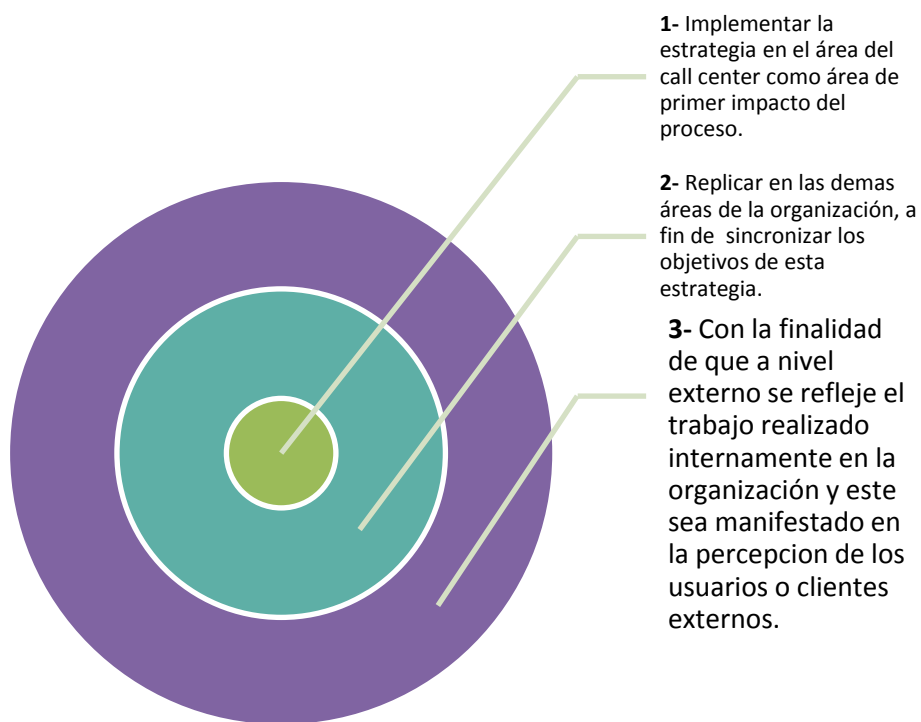 1- Implementar la
estrategia en el área del
call center como área de
primer impacto del
proceso.
2- Replicar en las demas
áreas de la organización, a
fin de  sincronizar los
objetivos de esta
estrategia.
3- Con la finalidad
de que a nivel
externo se refleje el
trabajo realizado
internamente en la
organización y este
sea manifestado en
la percepcion de los
usuarios o clientes
externos.